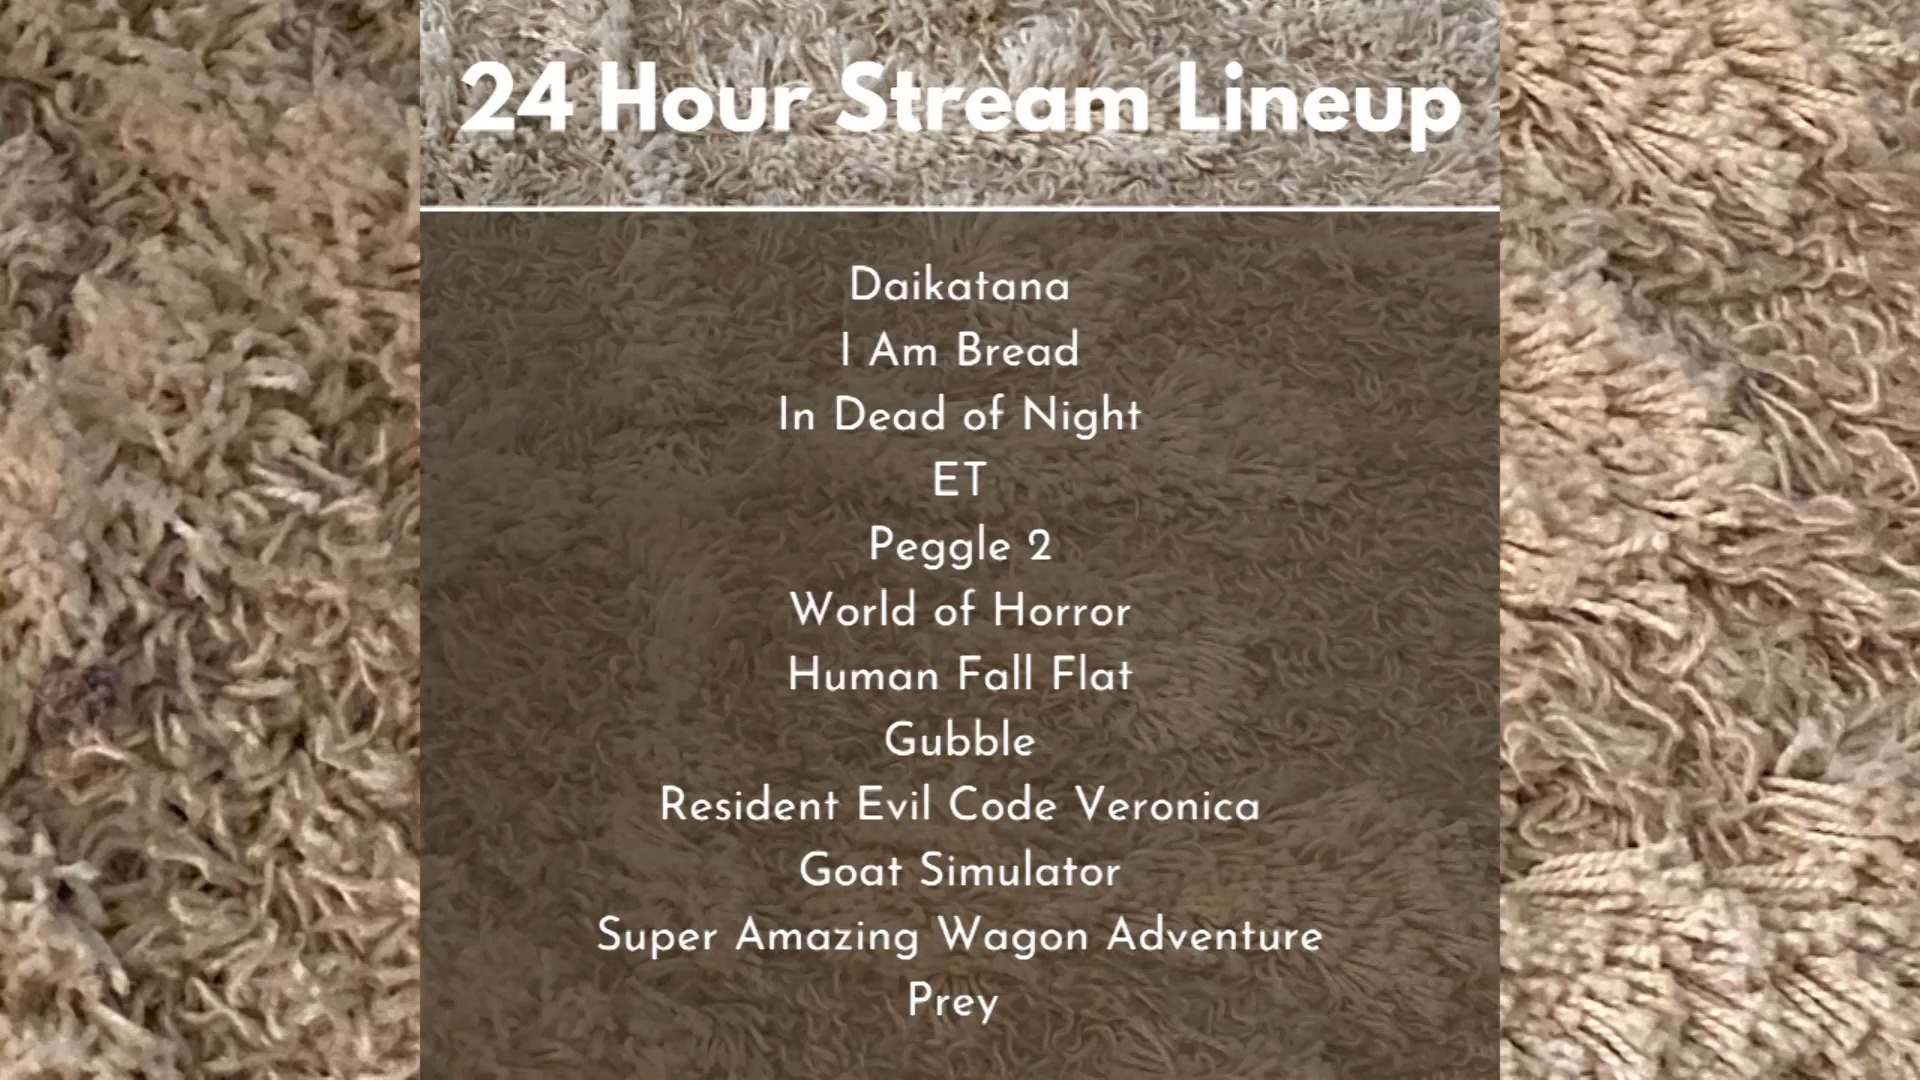 24 Hour Stream Lineup
Daikatana
I Am Bread
In Dead of Night
ET
Peggle 2
World of Horror
Human Fall Flat
Gubble
Resident Evil Code Veronica
Goat Simulator
Super Amazing Wagon Adventure
Prey